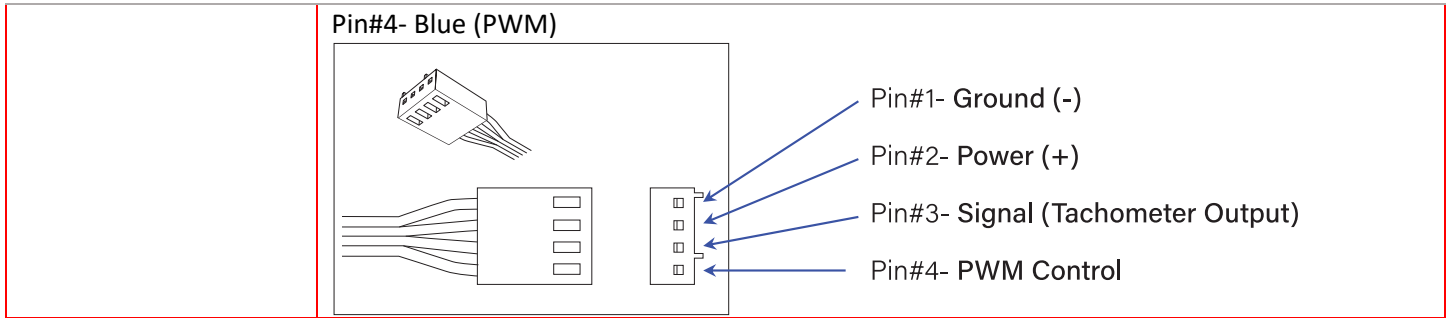 Pin#4- Blue (PWM)
Pin#1- Ground (-)
Pin#2- Power (+)
Pin#3- Signal (Tachometer Output)
Pin#4- PWM Control